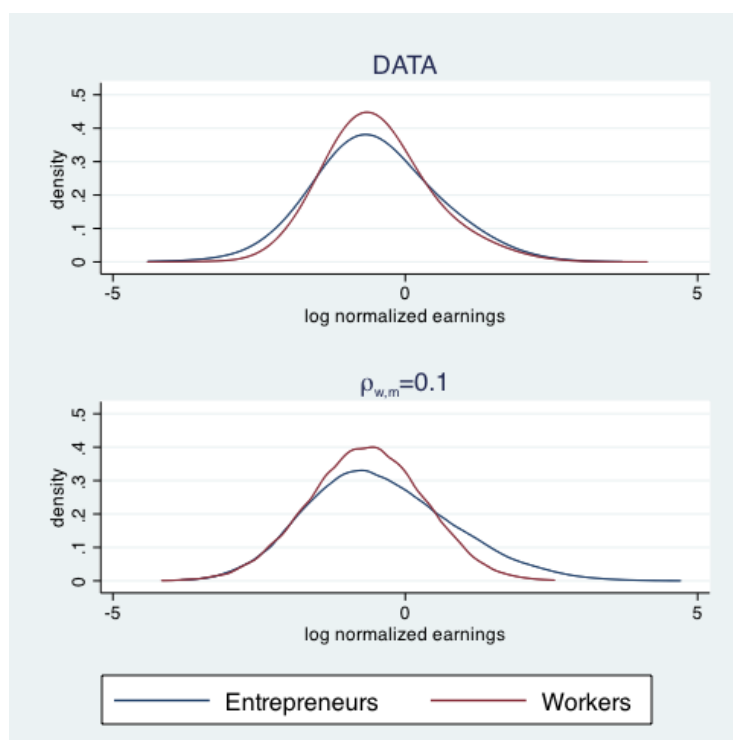 DATA
.5
.4
.3
.2
.1
0
density
-5 0 5
log normalized earnings
ρw,m=0.1
.5
.4
.3
.2
.1
0
density
-5 0 5
log normalized earnings
Entrepreneurs Workers